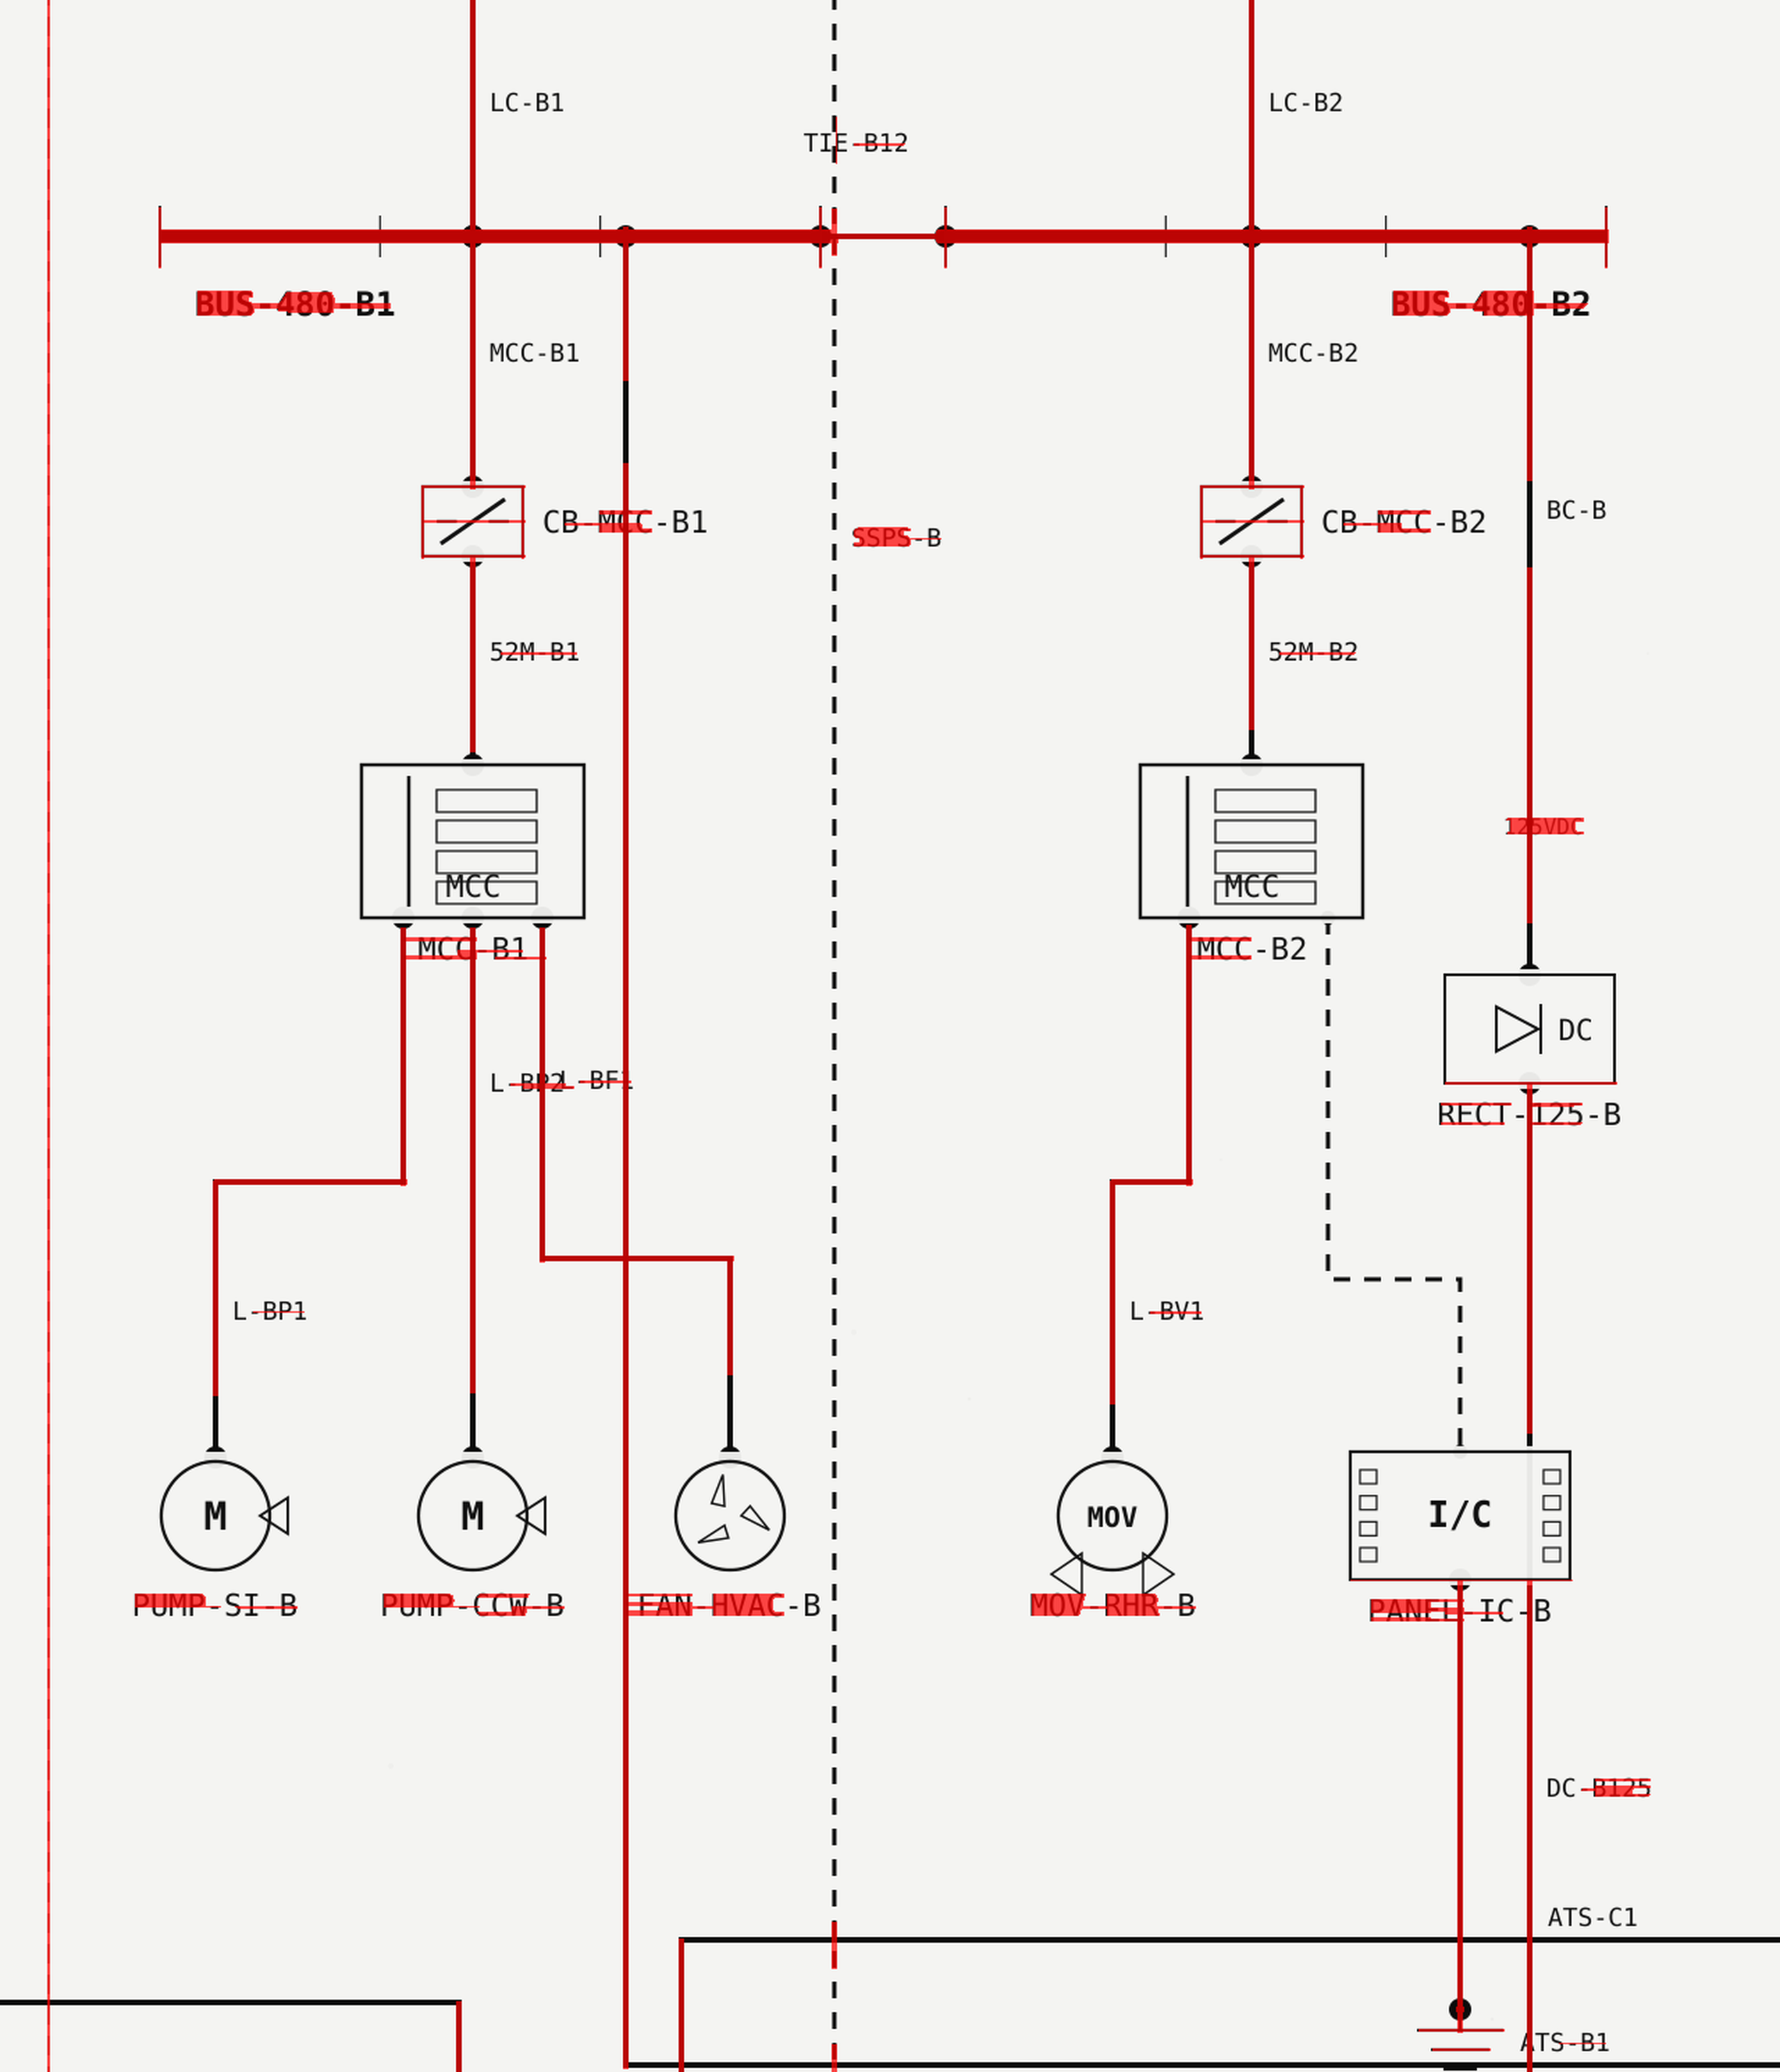 LC-B1
LC-B2
TIE-B12
BUS-480-B1
BUS-480-B2
MCC-B1
MCC-B2
BC-B
CB-MCC-B1
CB-MCC-B2
SSPS-B
52M-B1
52M-B2
125VDC
MCC
MCC
MCC-B1
MCC-B2
DC
RECT-125-B
L-BP2
L-BF1
L-BP1
L-BV1
M
M
MOV
I/C
PUMP-SI-B
PUMP-CCW-B
FAN-HVAC-B
MOV-RHR-B
PANEL-IC-B
DC-B125
ATS-C1
ATS-B1